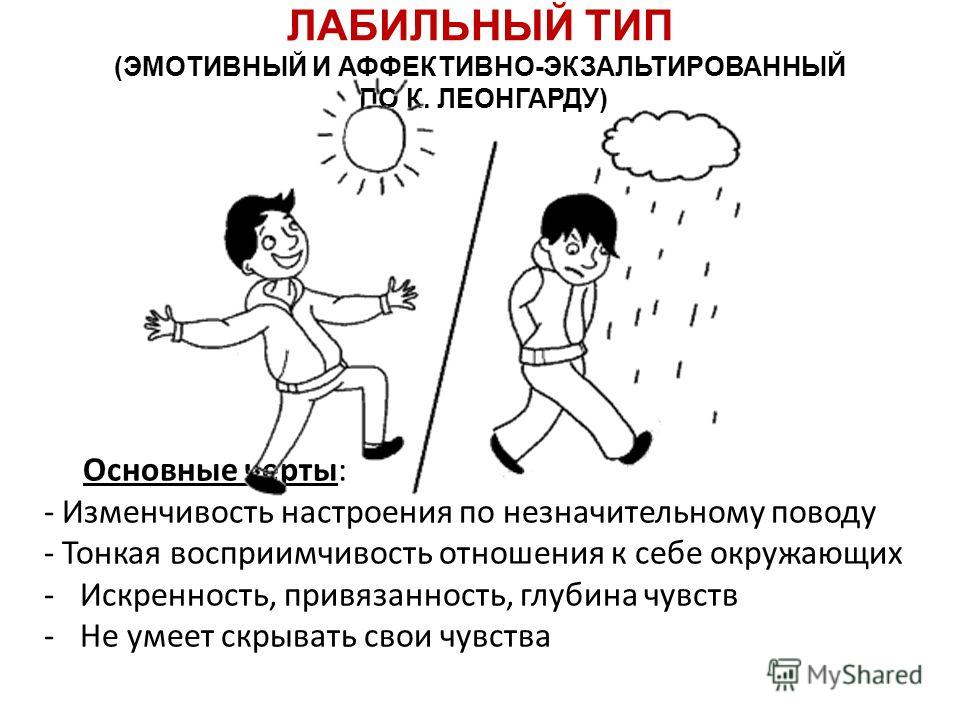 ЛАБИЛЬНЫЙ ТИП
(ЭМОТИВНЫЙ И АФФЕКТИВНО-ЭКЗАЛЬТИРОВАННЫЙ
ПО К. ЛЕОНГАРДУ)
Основные черты:
- Изменчивость настроения по незначительному поводу
- Тонкая восприимчивость отношения к себе окружающих
- Искренность, привязанность, глубина чувств
- Не умеет скрывать свои чувства
MyShared